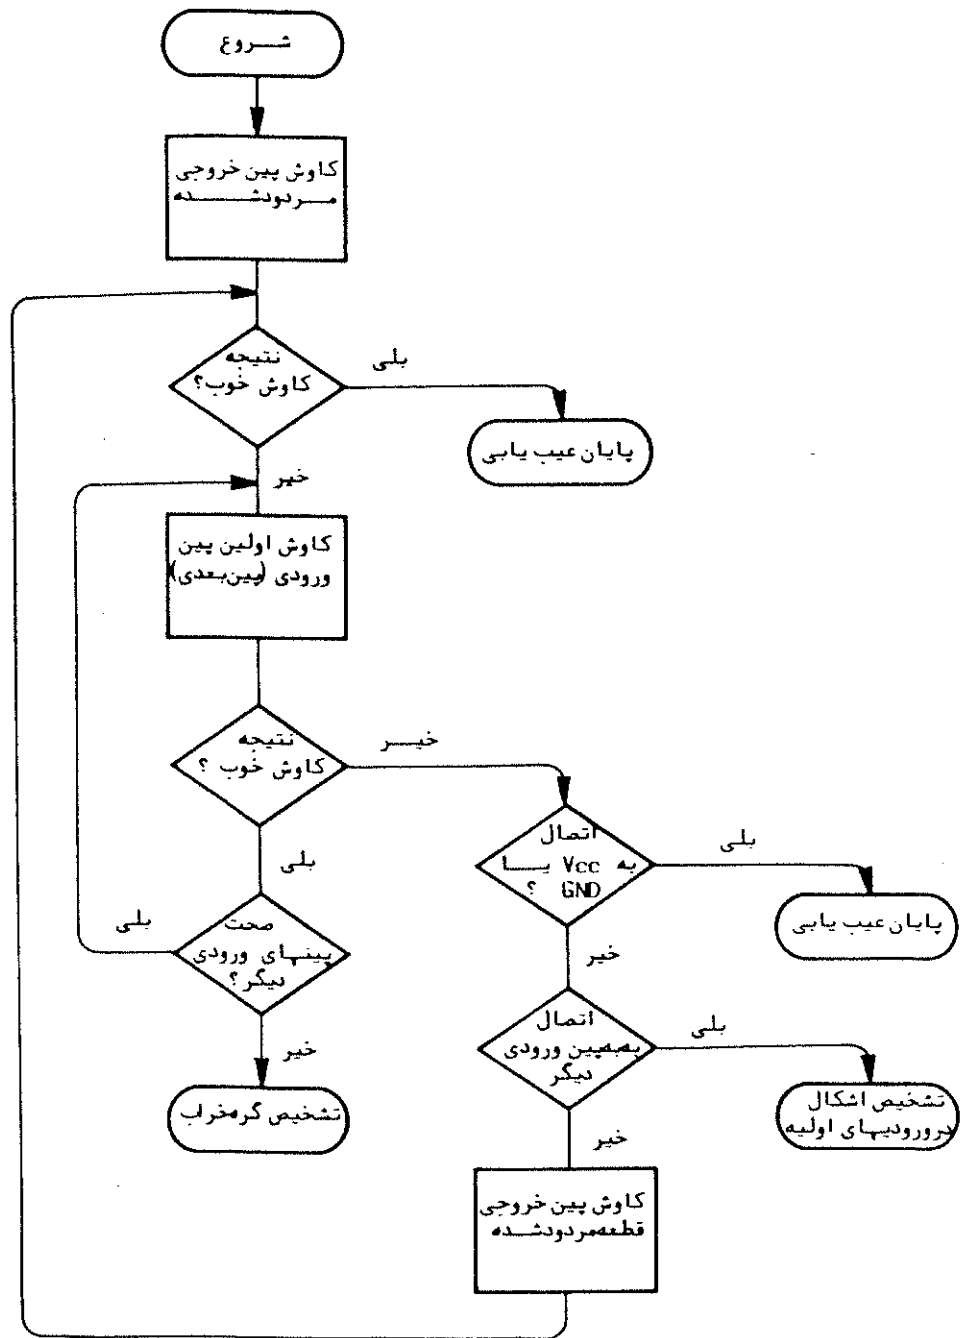 شروع
کاوش پین خروجی
مردود شده
نتیجه
کاوش خوب؟
بلی
پایان عیب یابی
خیر
کاوش اولین پین
ورودی (پین بعدی)
نتیجه
کاوش خوب ؟
خیر
بلی
اتصال
به Vcc یا
GND ؟
بلی
پایان عیب یابی
صحت
پینهای ورودی
دیگر؟
بلی
خیر
خیر
تشخیص گره خراب
اتصال
به به پین ورودی
دیگر
بلی
تشخیص اشکال
در ورودیهای اولیه
خیر
کاوش پین خروجی
قطعه مردود شده